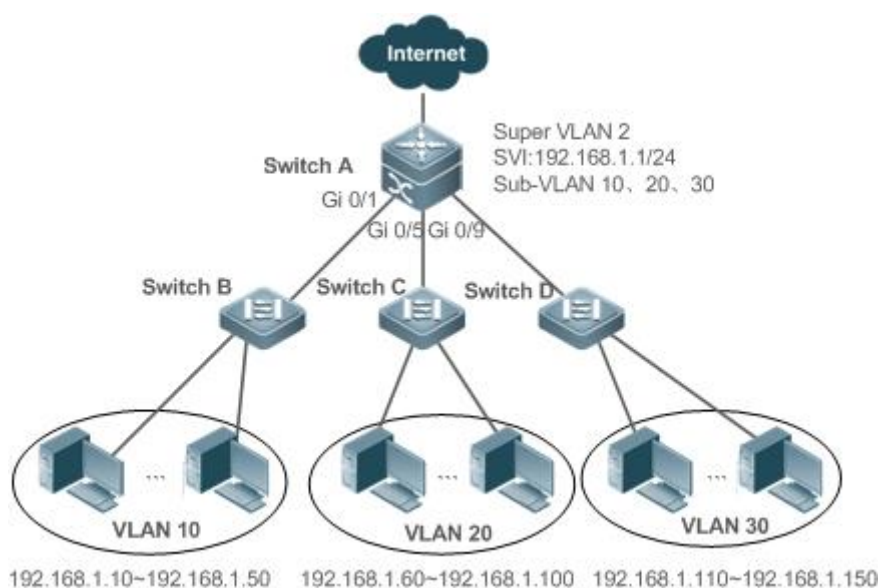 Internet
Super VLAN 2
SVI:192.168.1.1/24
Sub-VLAN 10、20、30
Switch A
Gi 0/1
Gi 0/5
Gi 0/9
Switch B
Switch C
Switch D
...
...
...
VLAN 10
VLAN 20
VLAN 30
192.168.1.10~192.168.1.50
192.168.1.60~192.168.1.100
192.168.1.110~192.168.1.150